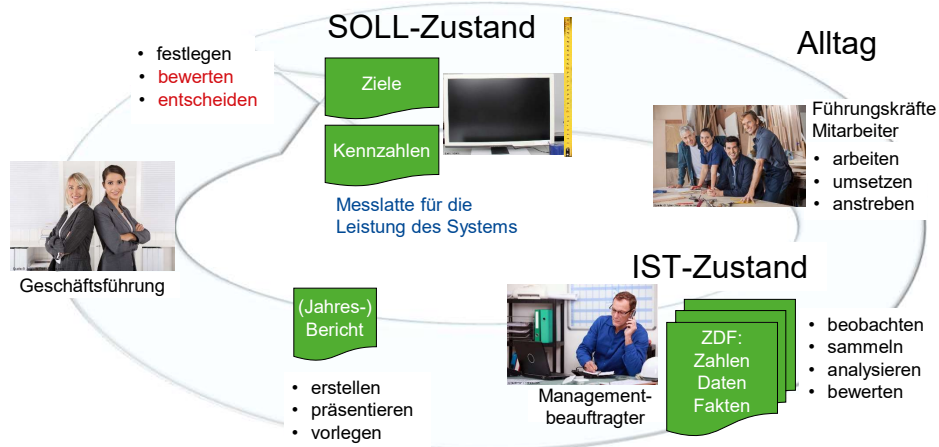 SOLL-Zustand
• festlegen
• bewerten
• entscheiden
Ziele
Kennzahlen
Messlatte für die
Leistung des Systems
Alltag
Führungskräfte
Mitarbeiter
• arbeiten
• umsetzen
• anstreben
Geschäftsführung
IST-Zustand
(Jahres-)
Bericht
• erstellen
• präsentieren
• vorlegen
Management-
beauftragter
ZDF:
Zahlen
Daten
Fakten
• beobachten
• sammeln
• analysieren
• bewerten